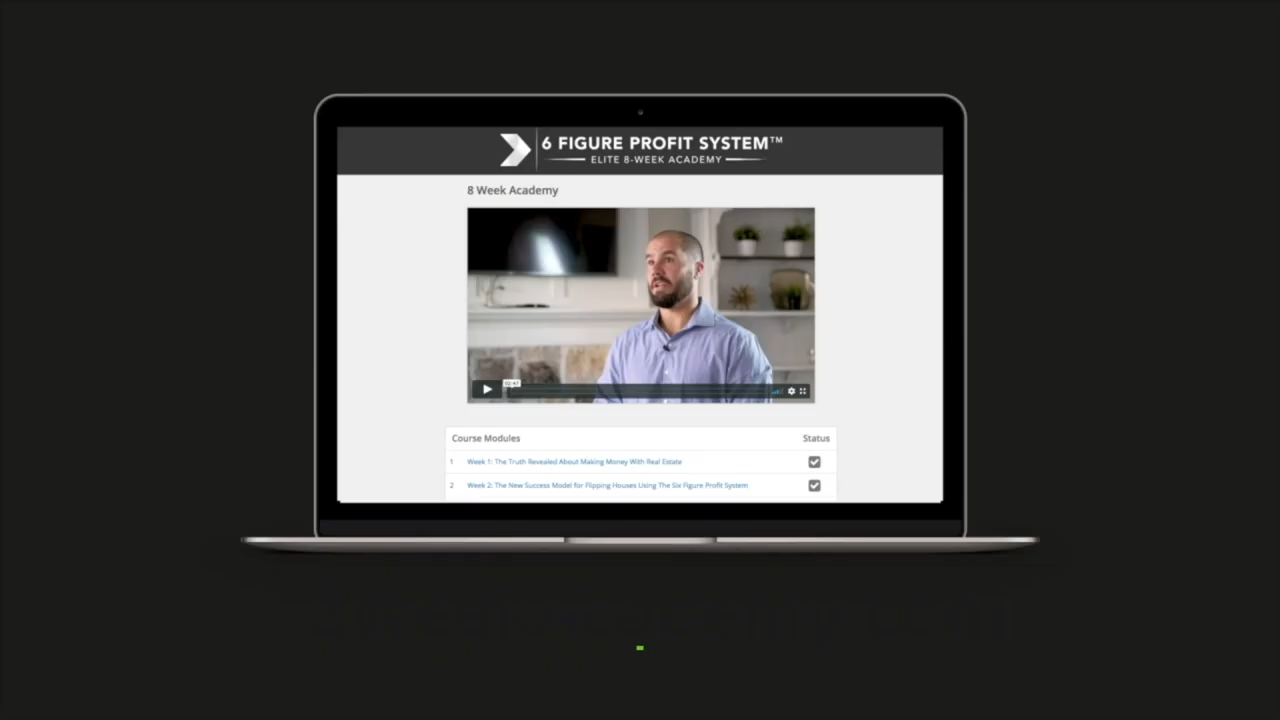 6 FIGURE PROFIT SYSTEM™
ELITE 8-WEEK ACADEMY
8 Week Academy
02:47
Course Modules Status
1 Week 1: The Truth Revealed About Making Money With Real Estate
2 Week 2: The New Success Model for Flipping Houses Using The Six Figure Profit System